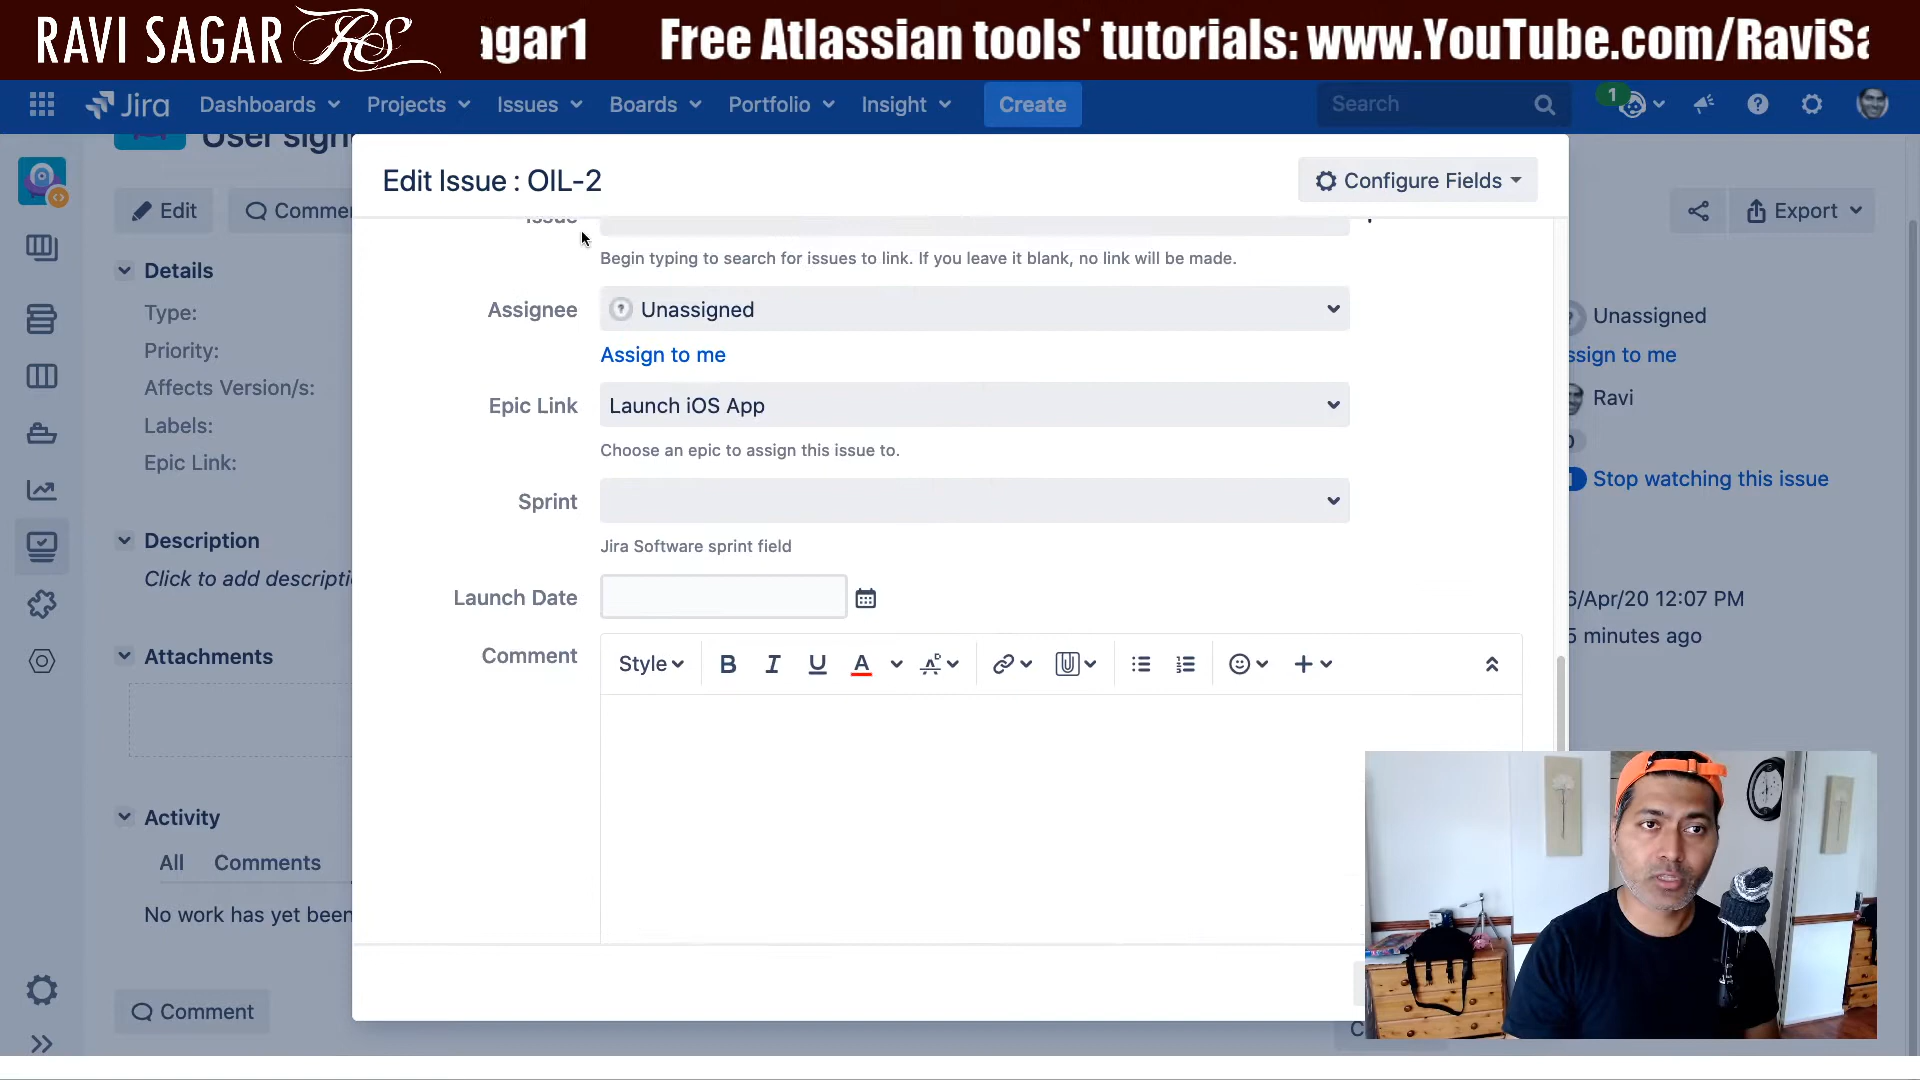 RAVI SAGAR RS agar1 Free Atlassian tools' tutorials: www.YouTube.com/RaviSa
Jira Dashboards Projects Issues Boards Portfolio Insight Create Search 1
User sign
Edit Issue : OIL-2 Configure Fields
Edit Comme Export
Issue
Begin typing to search for issues to link. If you leave it blank, no link will be made.
Details
Type:
Priority:
Affects Version/s:
Labels:
Epic Link:
Assignee Unassigned
Assign to me
Epic Link Launch iOS App
Choose an epic to assign this issue to.
Sprint
Jira Software sprint field
Launch Date
Comment Style B I U A
Unassigned
ssign to me
Ravi
Stop watching this issue
6/Apr/20 12:07 PM
5 minutes ago
Description
Click to add descripti
Attachments
Activity
All Comments
No work has yet been
Comment
C